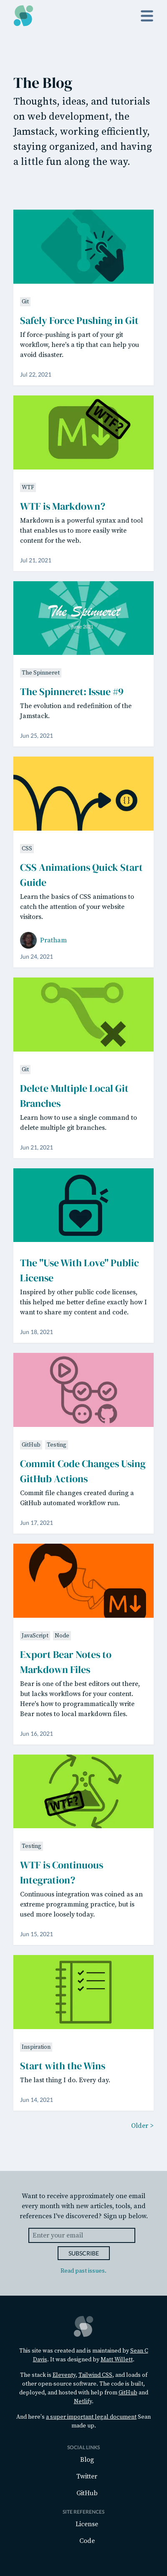 The Blog
Thoughts, ideas, and tutorials
on web development, the
Jamstack, working efficiently,
staying organized, and having
a little fun along the way.
Git
Safely Force Pushing in Git
If force pushing is part of your git
workflow, here's a tip that can help you
avoid disaster.
Jul 22, 2021
WTF?
M
WTF
WTF is Markdown?
Markdown is a powerful syntax and tool
that enables us to more easily write
content for the web.
Jul 21, 2021
The Spinneret
The Spinneret
The Spinneret: Issue #9
The evolution and redefinition of the
Jamstack.
Jun 25, 2021
CSS
CSS Animations Quick Start
Guide
Learn the basics of CSS animations to
catch the attention of your website
visitors.
Pratham
Jun 24, 2021
Git
Delete Multiple Local Git
Branches
Learn how to use a single command to
delete multiple git branches.
Jun 21, 2021
The "Use With Love" Public
License
Inspired by other public code licenses,
this helped me better define exactly how I
want to share my content and code.
Jun 18, 2021
GitHub Testing
Commit Code Changes Using
GitHub Actions
Commit file changes created during a
GitHub automated workflow run.
Jun 17, 2021
M
JavaScript Node
Export Bear Notes to
Markdown Files
Bear is one of the best editors out there,
but lacks workflows for your content.
Here's how to programmatically write
Bear notes to local markdown files.
Jun 16, 2021
WTF?
Testing
WTF is Continuous
Integration?
Continuous integration was coined as an
extreme programming practice, but is
used more loosely today.
Jun 15, 2021
Inspiration
Start with the Wins
The last thing I do. Every day.
Jun 14, 2021
Older >
Want to receive approximately one email
every month with new articles, tools, and
references I've discovered? Sign up below.
Enter your email
SUBSCRIBE
Read past issues.
This site was created and is maintained by Sean C
Davis. It was designed by Matt Willett.
The stack is Eleventy, Tailwind CSS, and loads of
other open-source software. The code is built,
deployed, and hosted with help from GitHub and
Netlify.
And here's a super important legal document Sean
made up.
SOCIAL LINKS
Blog
Twitter
GitHub
SITE REFERENCES
License
Code